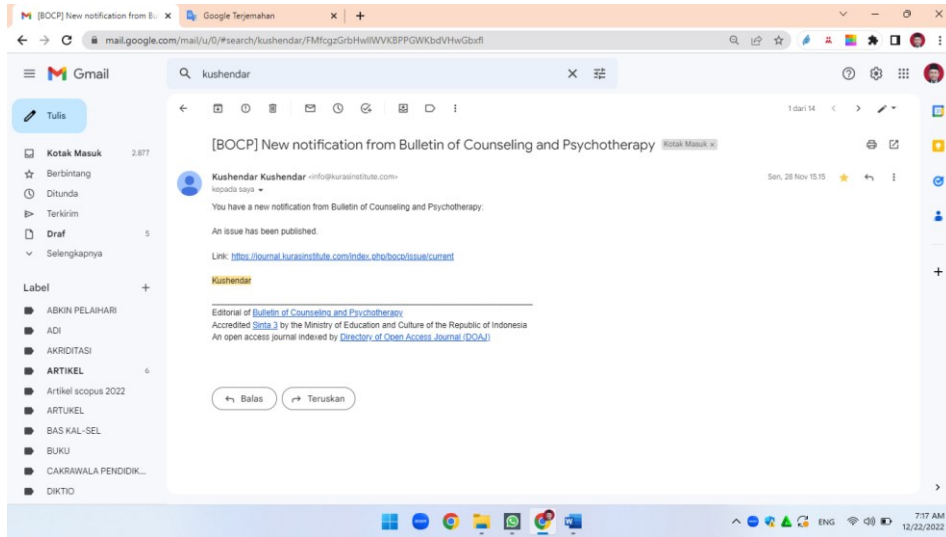 [BOCP] New notification from Bu
Google Terjemahan
mail.google.com/mail/u/0/#search/kushendar/FMfcgzGrbHwllWVKBPPGWKbdVHwGbxfl
Gmail
kushendar
Tulis
1 dari 14
[BOCP] New notification from Bulletin of Counseling and Psychotherapy Kotak Masuk x
Kotak Masuk 2.877
Berbintang
Ditunda
Terkirim
Draf 5
Selengkapnya
Kushendar Kushendar <info@kurasinstitute.com>
Sen, 28 Nov 15.15
kepada saya
You have a new notification from Bulletin of Counseling and Psychotherapy:
An issue has been published.
Link: https://journal.kurasinstitute.com/index.php/bocp/issue/current
Kushendar
Editorial of Bulletin of Counseling and Psychotherapy
Accredited Sinta 3 by the Ministry of Education and Culture of the Republic of Indonesia
An open access journal indexed by Directory of Open Access Journal (DOAJ)
Balas
Teruskan
Label
ABKIN PELAIHARI
ADI
AKRIDITASI
ARTIKEL 6
Artikel scopus 2022
ARTUKEL
BAS KAL-SEL
BUKU
CAKRAWALA PENDIDIK...
DIKTIO
ENG
7:17 AM
12/22/2022